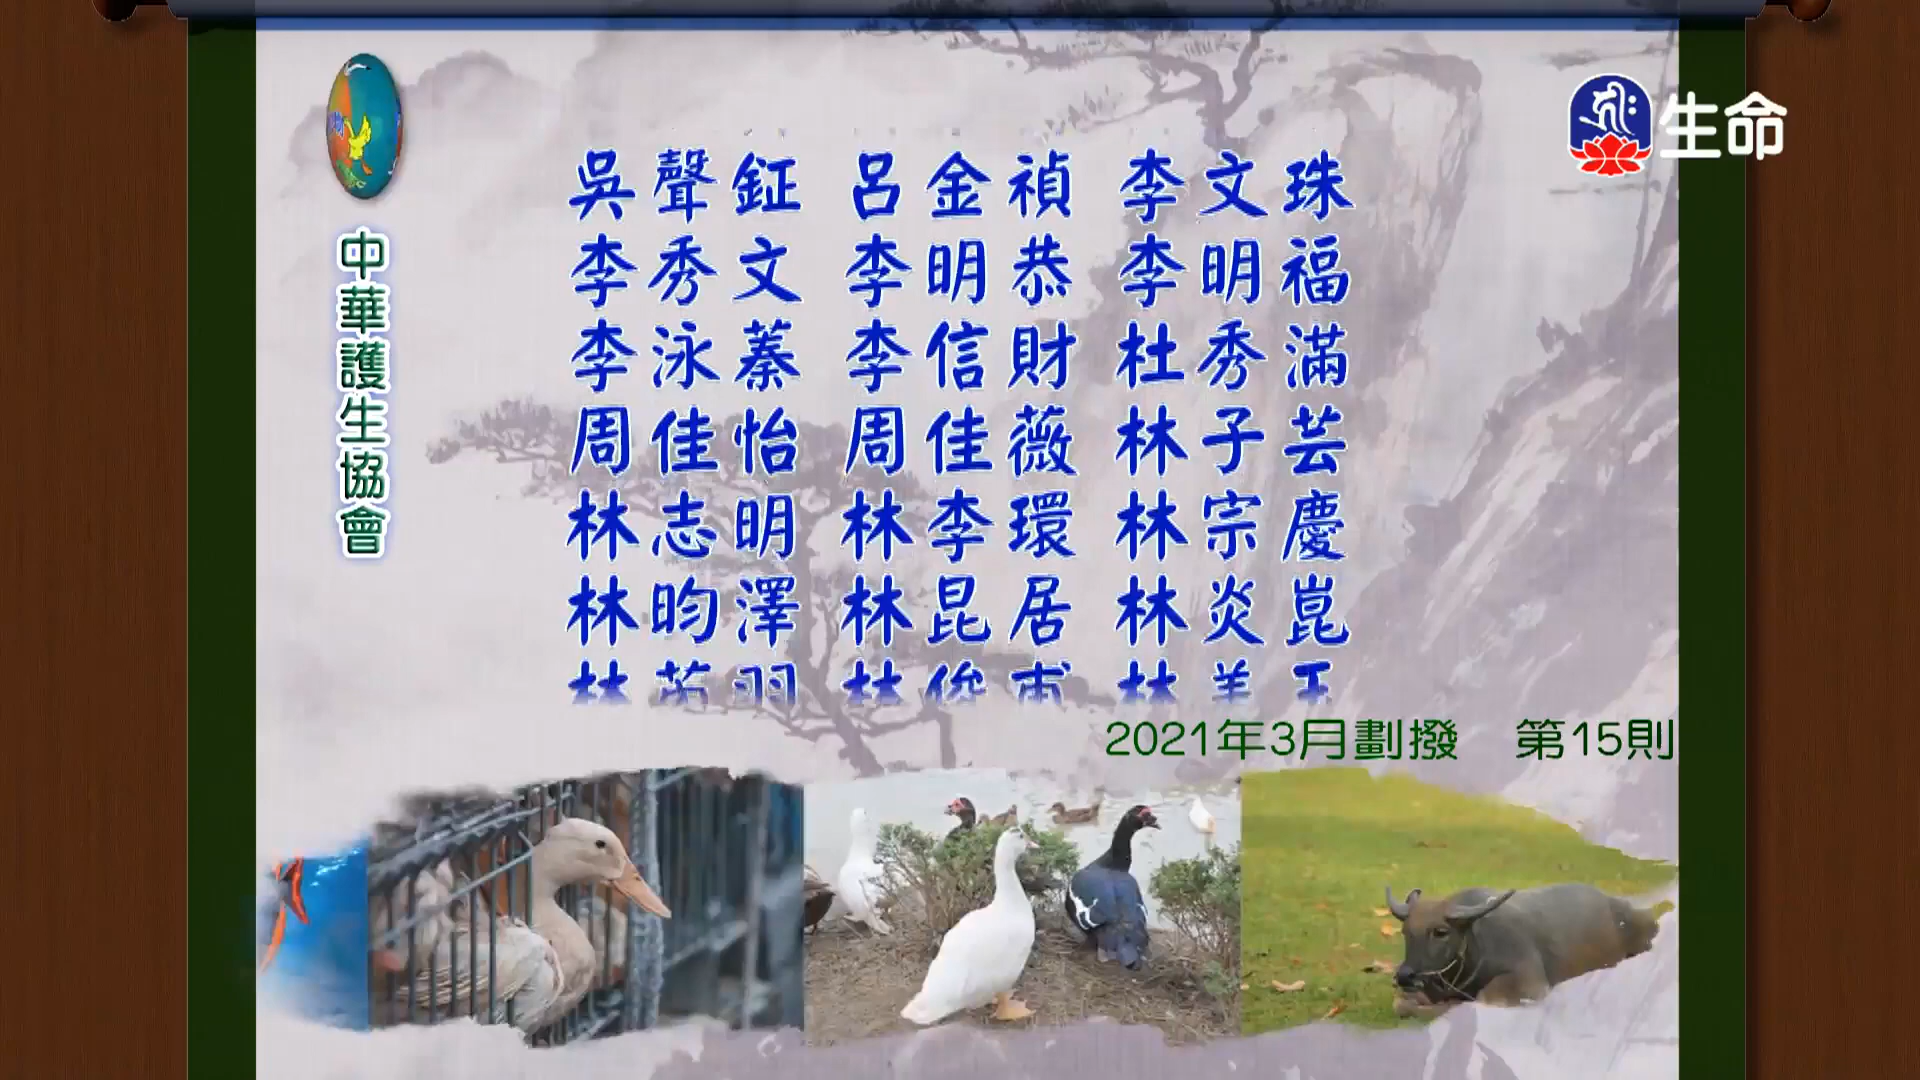 生命
中華護生協會
吳聲鉦 呂金禎 李文珠
李秀文 李明恭 李明福
李泳蓁 李信財 杜秀滿
周佳怡 周佳薇 林子芸
林志明 林李環 林宗慶
林昀澤 林昆居 林炎崑
2021年3月劃撥 第15則